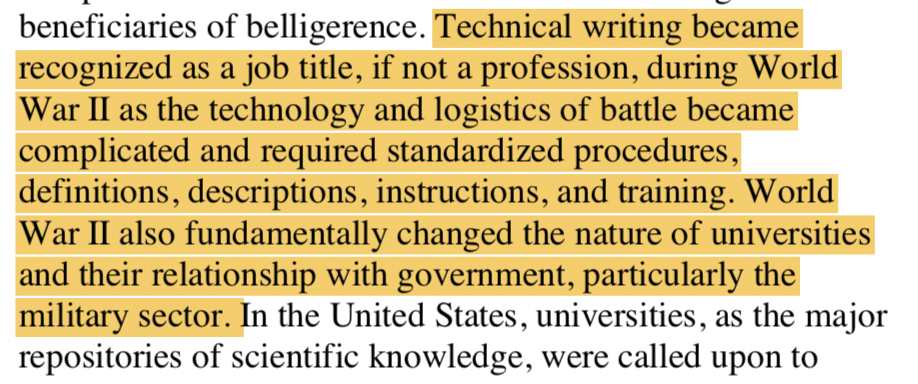 beneficiaries of belligerence. Technical writing became
recognized as a job title, if not a profession, during World
War II as the technology and logistics of battle became
complicated and required standardized procedures,
definitions, descriptions, instructions, and training. World
War II also fundamentally changed the nature of universities
and their relationship with government, particularly the
military sector. In the United States, universities, as the major
repositories of scientific knowledge, were called upon to